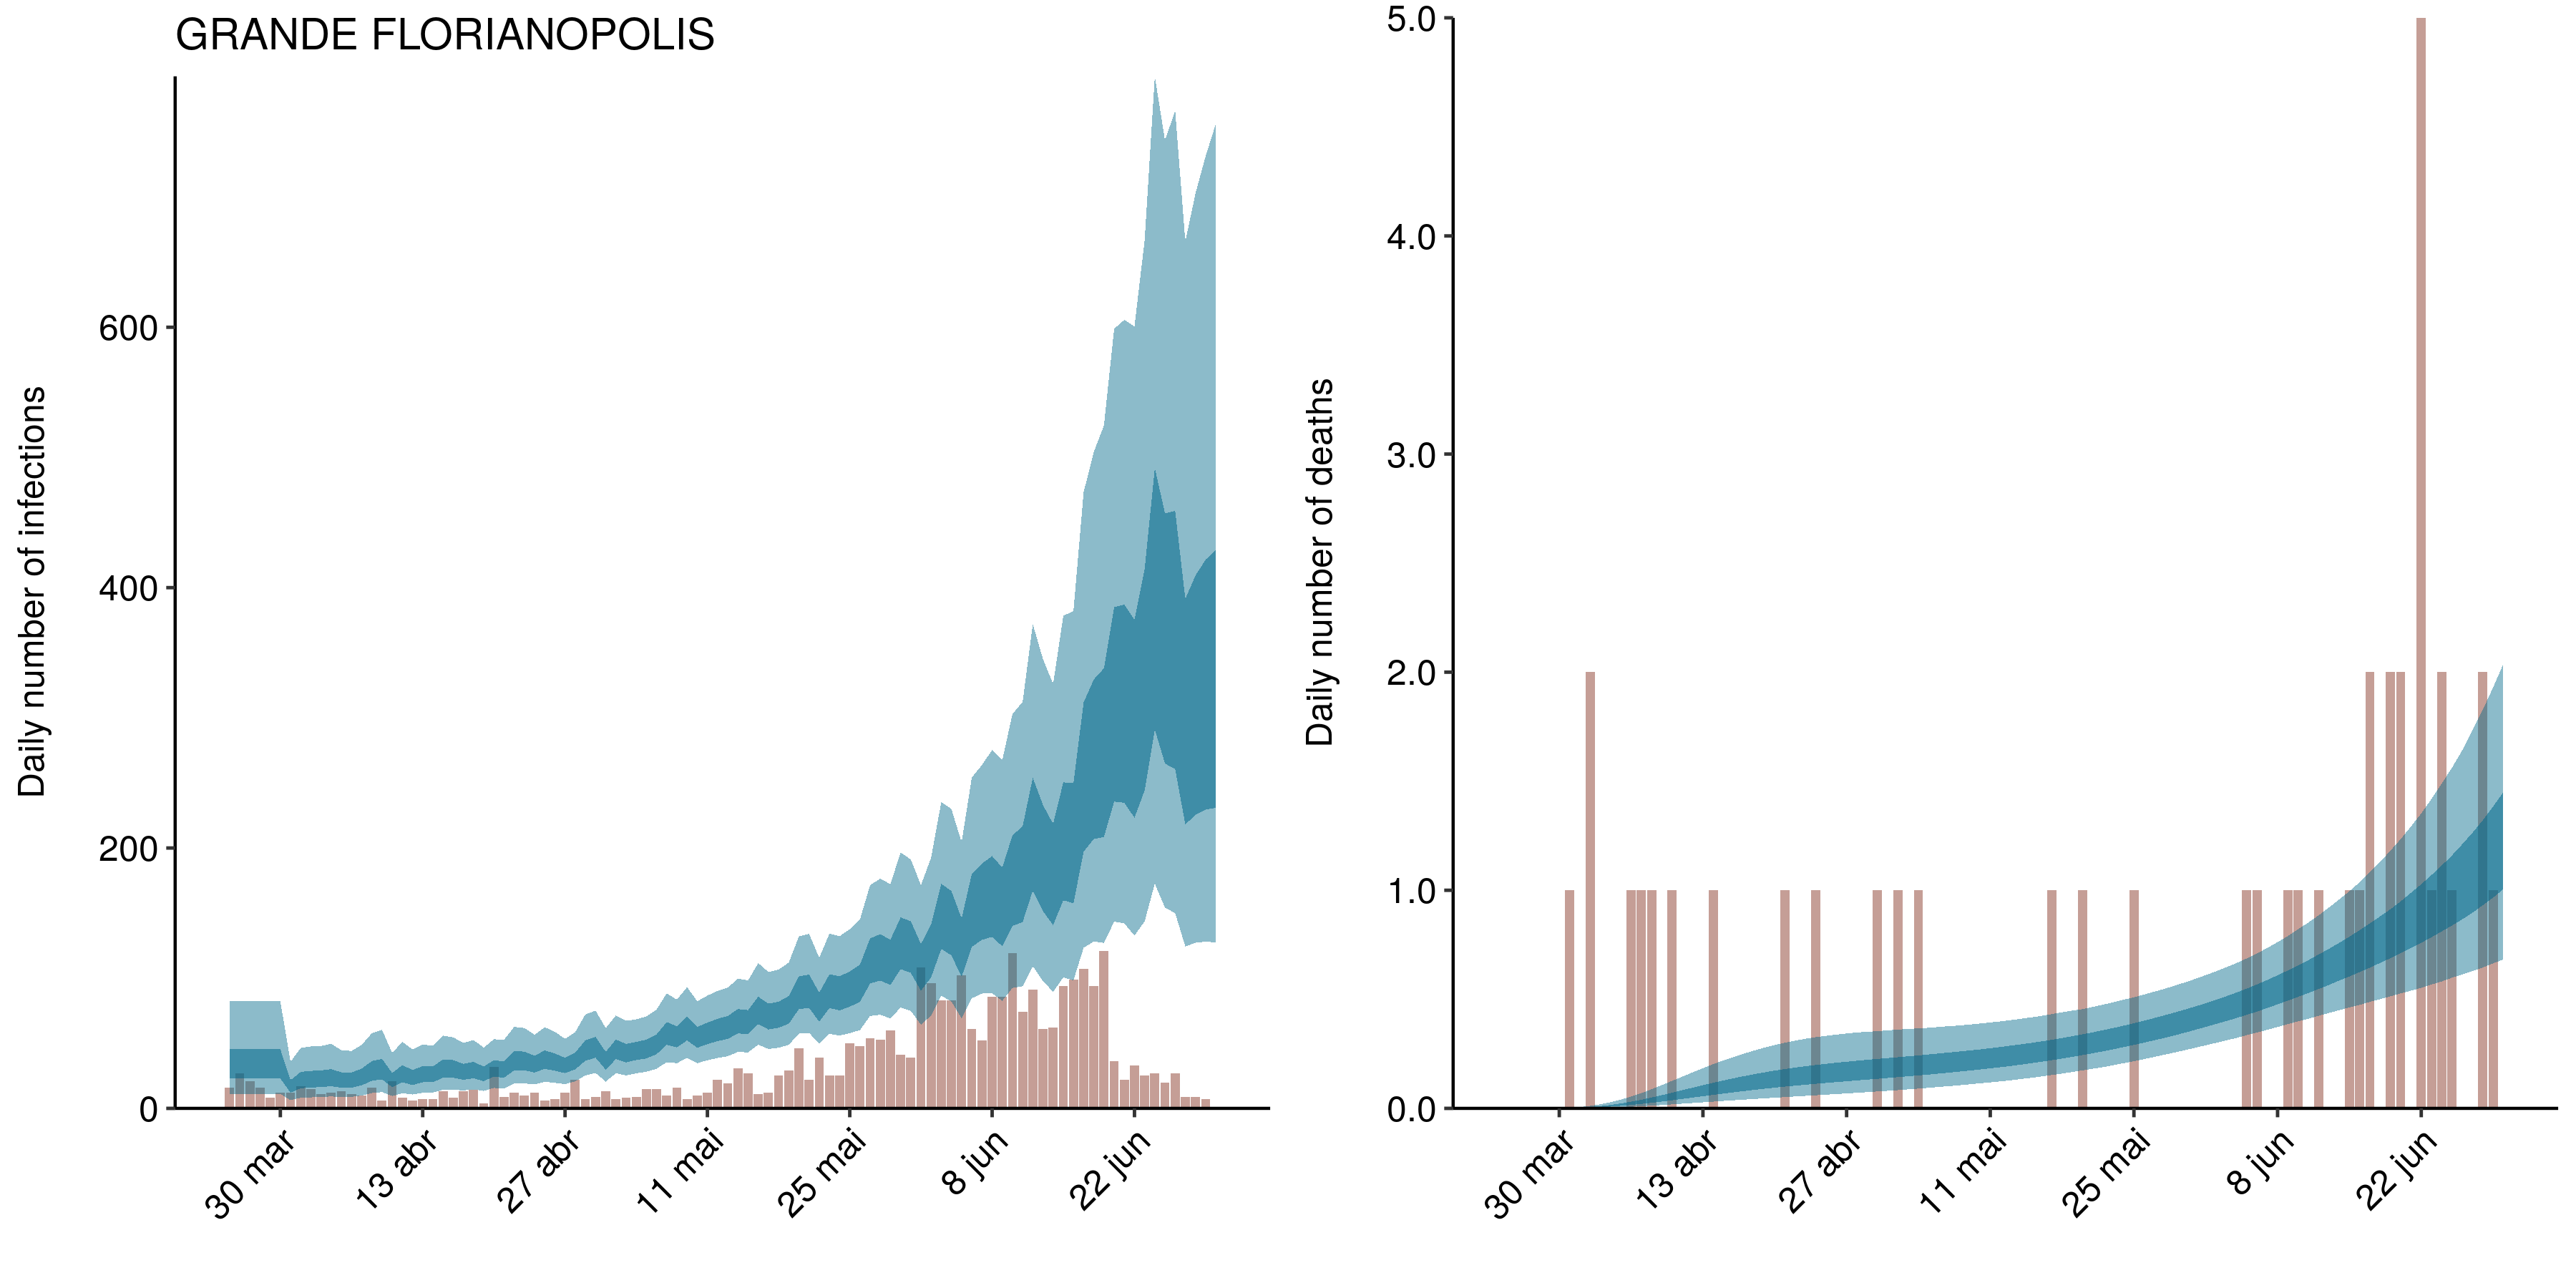 GRANDE FLORIANOPOLIS
Daily number of infections
600
400
200
0
30 mar
13 abr
27 abr
11 mai
25 mai
8 jun
22 jun
Daily number of deaths
5.0
4.0
3.0
2.0
1.0
0.0
30 mar
13 abr
27 abr
11 mai
25 mai
8 jun
22 jun